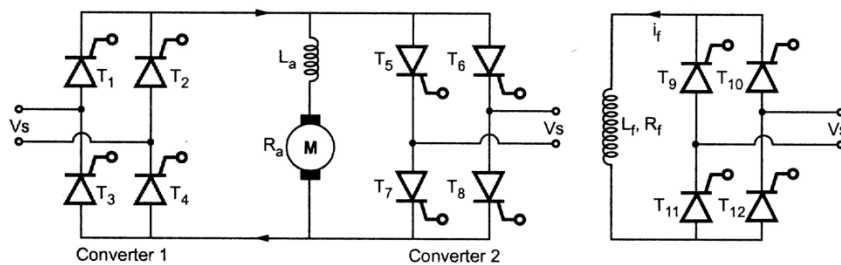 T1
T2
Vs
T3
T4
Converter 1
La
Ra
M
T5
T6
Vs
T7
T8
Converter 2
if
T9
T10
Lf, Rf
Vs
T11
T12